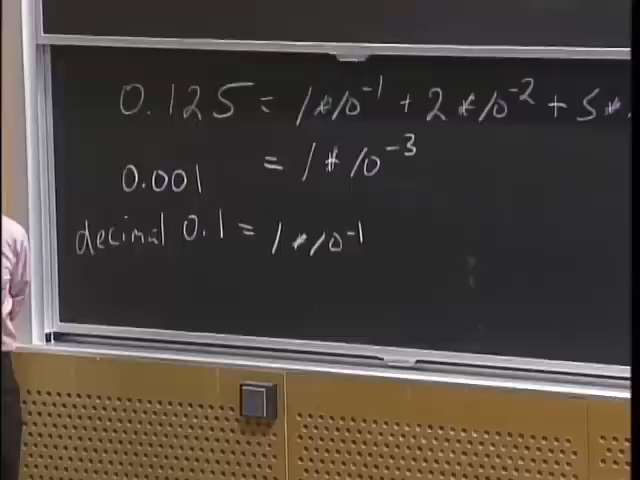 0.125 = 1*10⁻¹ + 2*10⁻² + 5*
0.001 = 1*10⁻³
decimal 0.1 = 1*10⁻¹